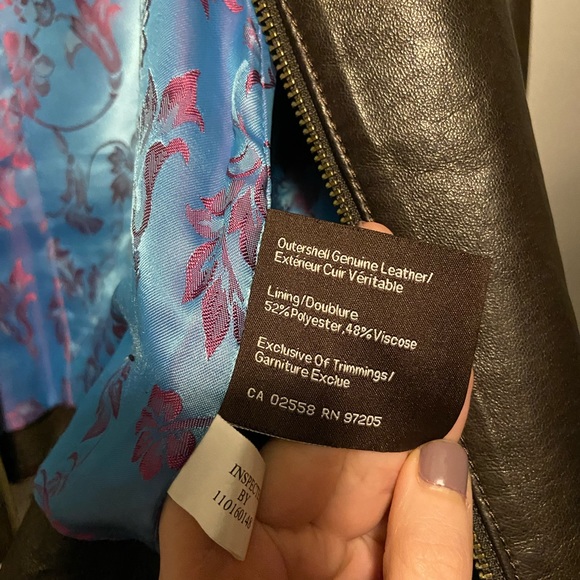 Outershell Genuine Leather/
Extérieur Cuir Véritable
Lining/Doublure
52%Polyester,48%Viscose
Exclusive Of Trimmings/
Garniture Exclue
CA 02558 RN 97205
BY